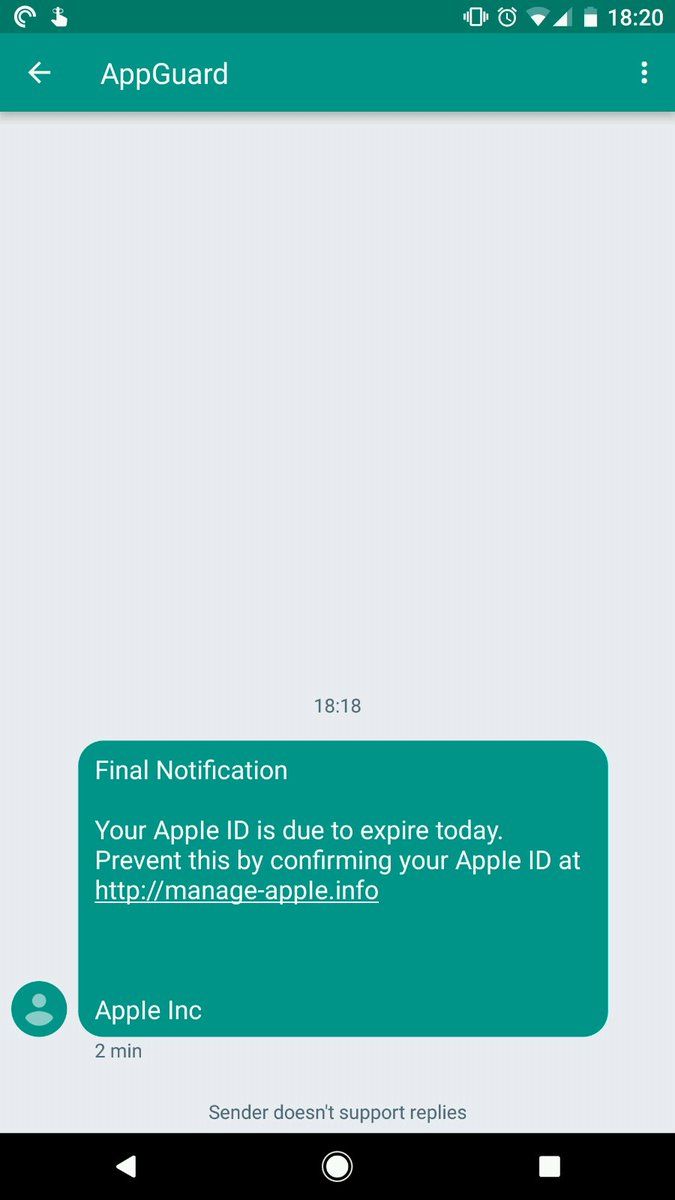 18:20
AppGuard
18:18
Final Notification
Your Apple ID is due to expire today.
Prevent this by confirming your Apple ID at
http://manage-apple.info
Apple Inc
2 min
Sender doesn't support replies